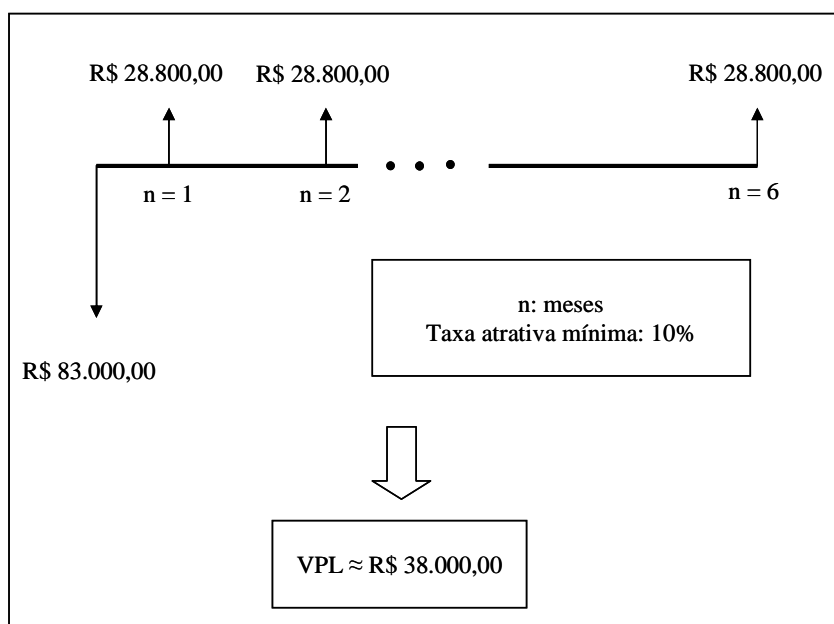 R$ 28.800,00
R$ 28.800,00
R$ 28.800,00
n = 1
n = 2
n = 6
R$ 83.000,00
n: meses
Taxa atrativa mínima: 10%
VPL ≈ R$ 38.000,00